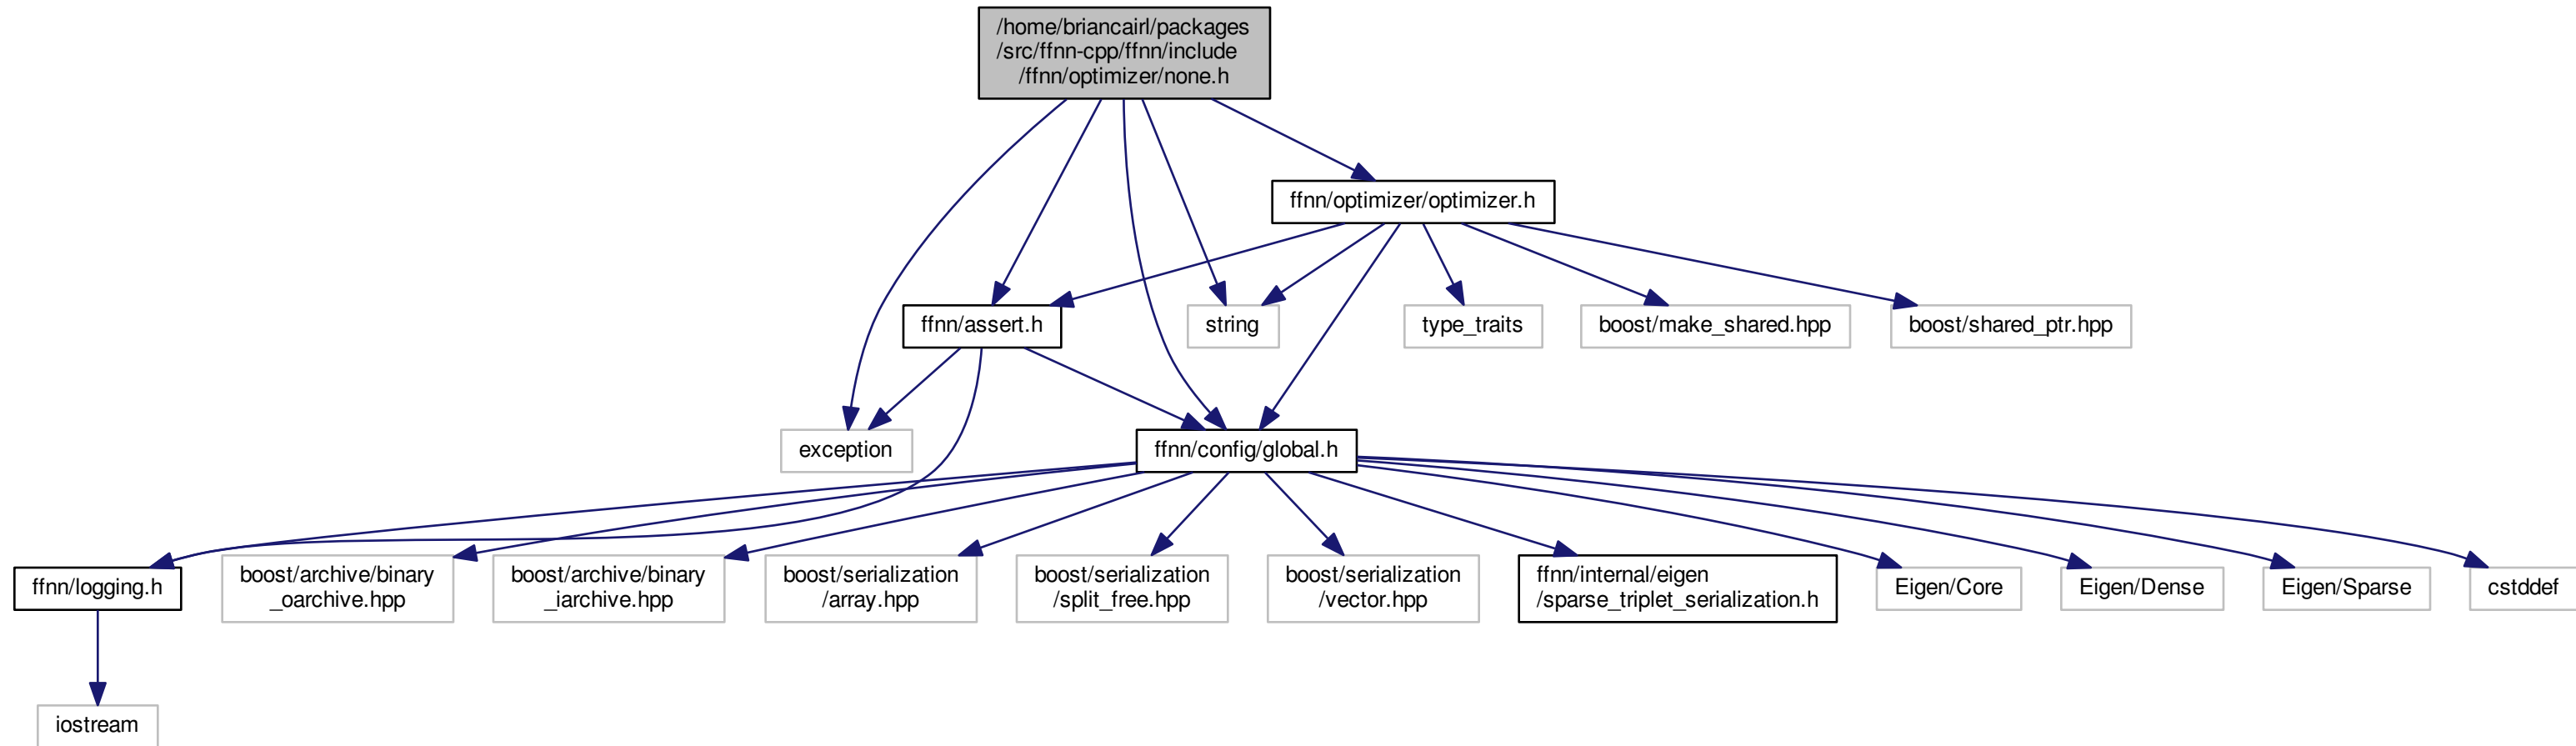 /home/briancairl/packages
/src/ffnn-cpp/ffnn/include
/ffnn/optimizer/none.h
ffnn/optimizer/optimizer.h
ffnn/assert.h
string
type_traits
boost/make_shared.hpp
boost/shared_ptr.hpp
exception
ffnn/config/global.h
ffnn/logging.h
boost/archive/binary
_oarchive.hpp
boost/archive/binary
_iarchive.hpp
boost/serialization
/array.hpp
boost/serialization
/split_free.hpp
boost/serialization
/vector.hpp
ffnn/internal/eigen
/sparse_triplet_serialization.h
Eigen/Core
Eigen/Dense
Eigen/Sparse
cstddef
iostream